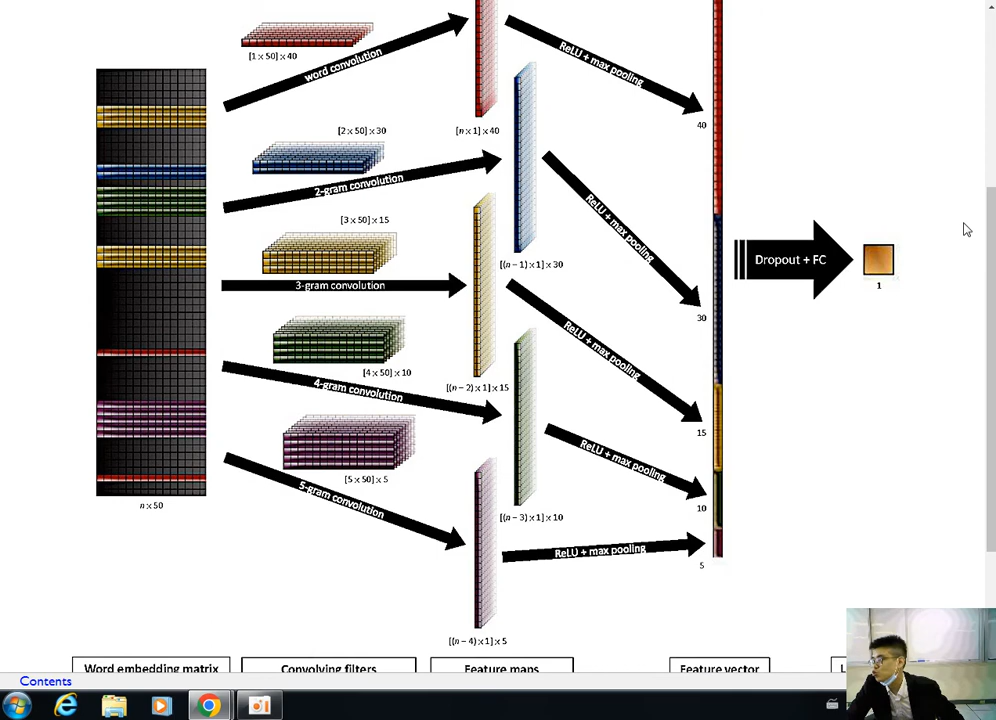 [1 x 50] x 40
word convolution
[n x 1] x 40
ReLU + max pooling
40
[2 x 50] x 30
2-gram convolution
[(n – 1) x 1] x 30
ReLU + max pooling
30
[3 x 50] x 15
3-gram convolution
[(n – 2) x 1] x 15
ReLU + max pooling
15
[4 x 50] x 10
4-gram convolution
[(n – 3) x 1] x 10
ReLU + max pooling
10
[5 x 50] x 5
5-gram convolution
[(n – 4) x 1] x 5
ReLU + max pooling
5
n x 50
Dropout + FC
1
Word embedding matrix
Convolving filters
Feature maps
Feature vector
Contents